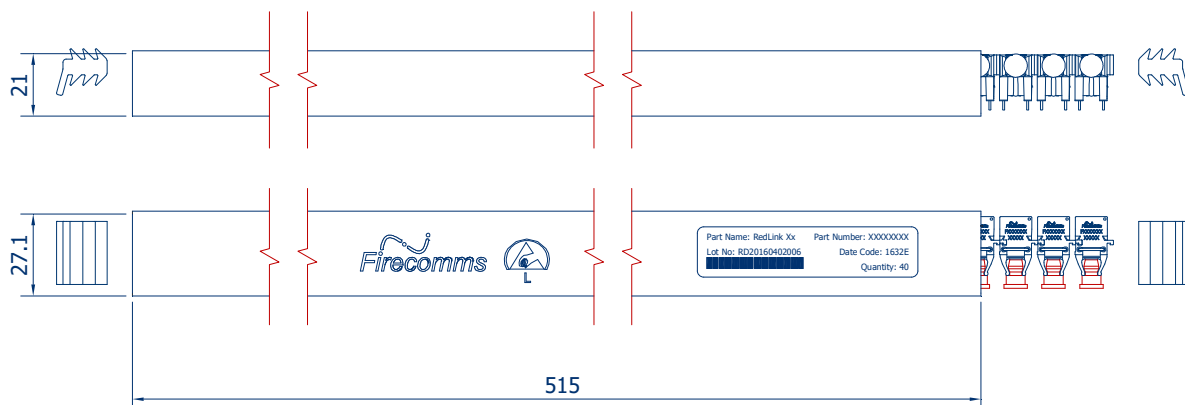 21
27.1
Firecomms
L
Part Name: RedLink Xx Part Number: XXXXXXXX
Lot No: RD20160402006 Date Code: 1632E
Quantity: 40
515